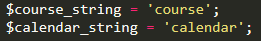 $course_string = 'course';
$calendar_string = 'calendar';